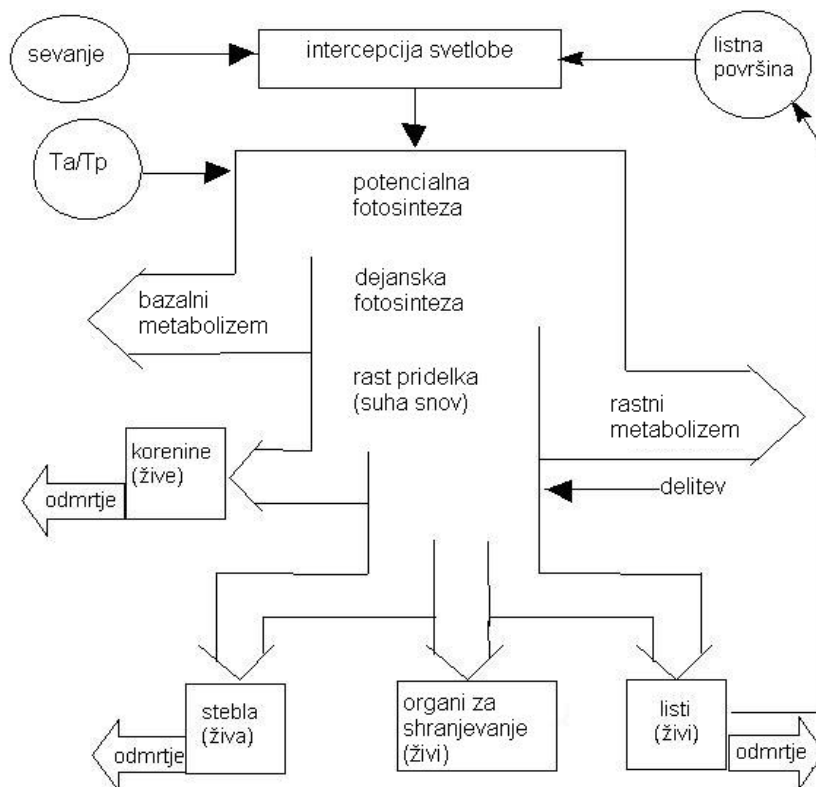 sevanje
intercepcija svetlobe
listna
površina
Ta/Tp
potencialna
fotosinteza
bazalni
metabolizem
dejanska
fotosinteza
rast pridelka
(suha snov)
rastni
metabolizem
korenine
(žive)
odmrtje
delitev
stebla
(živa)
odmrtje
organi za
shranjevanje
(živi)
listi
(živi)
odmrtje